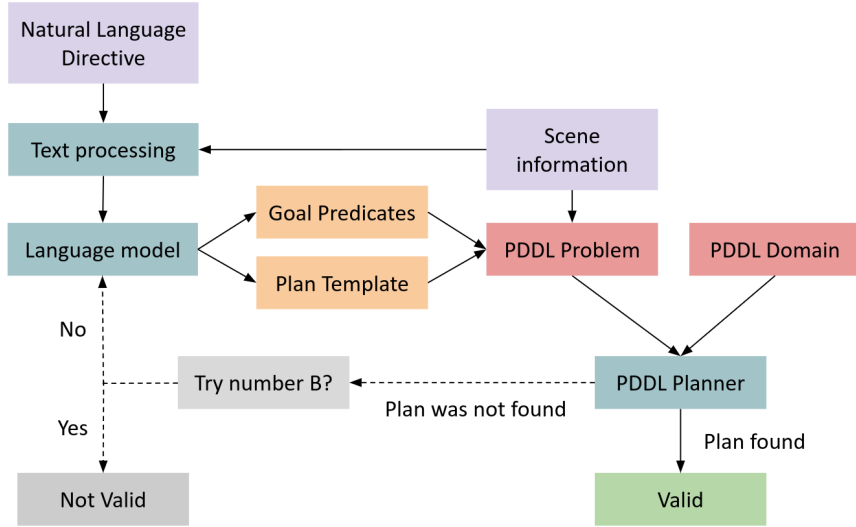 Natural Language
Directive
Text processing
Scene
information
Language model
Goal Predicates
Plan Template
PDDL Problem
PDDL Domain
No
Try number B?
Plan was not found
PDDL Planner
Yes
Plan found
Not Valid
Valid